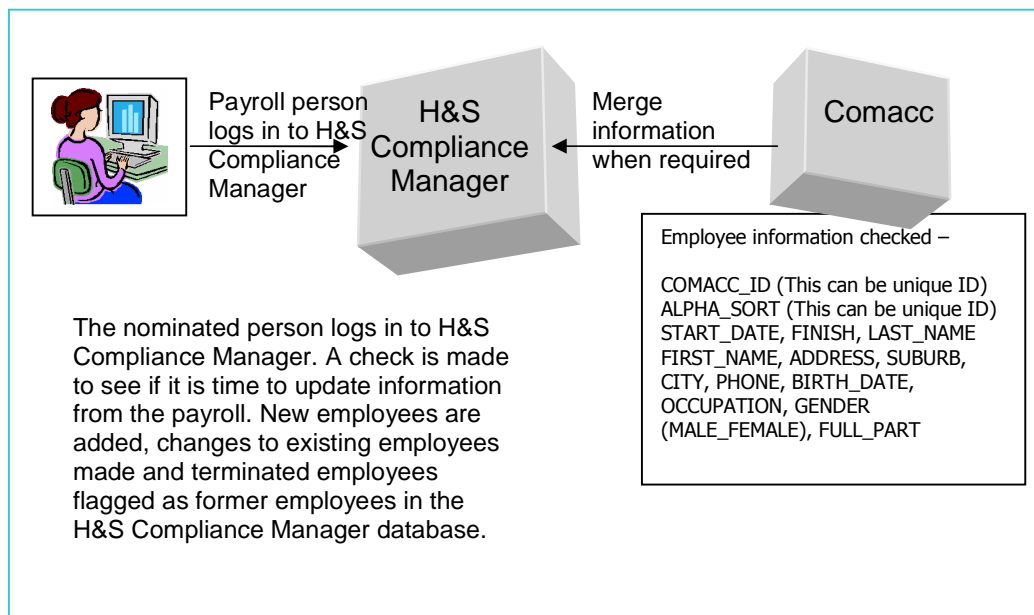 Payroll person
logs in to H&S
Compliance
Manager
H&S
Compliance
Manager
Merge
information
when required
Comacc
Employee information checked –
COMACC_ID (This can be unique ID)
ALPHA_SORT (This can be unique ID)
START_DATE, FINISH, LAST_NAME
FIRST_NAME, ADDRESS, SUBURB,
CITY, PHONE, BIRTH_DATE,
OCCUPATION, GENDER
(MALE_FEMALE), FULL_PART
The nominated person logs in to H&S
Compliance Manager. A check is made
to see if it is time to update information
from the payroll. New employees are
added, changes to existing employees
made and terminated employees
flagged as former employees in the
H&S Compliance Manager database.